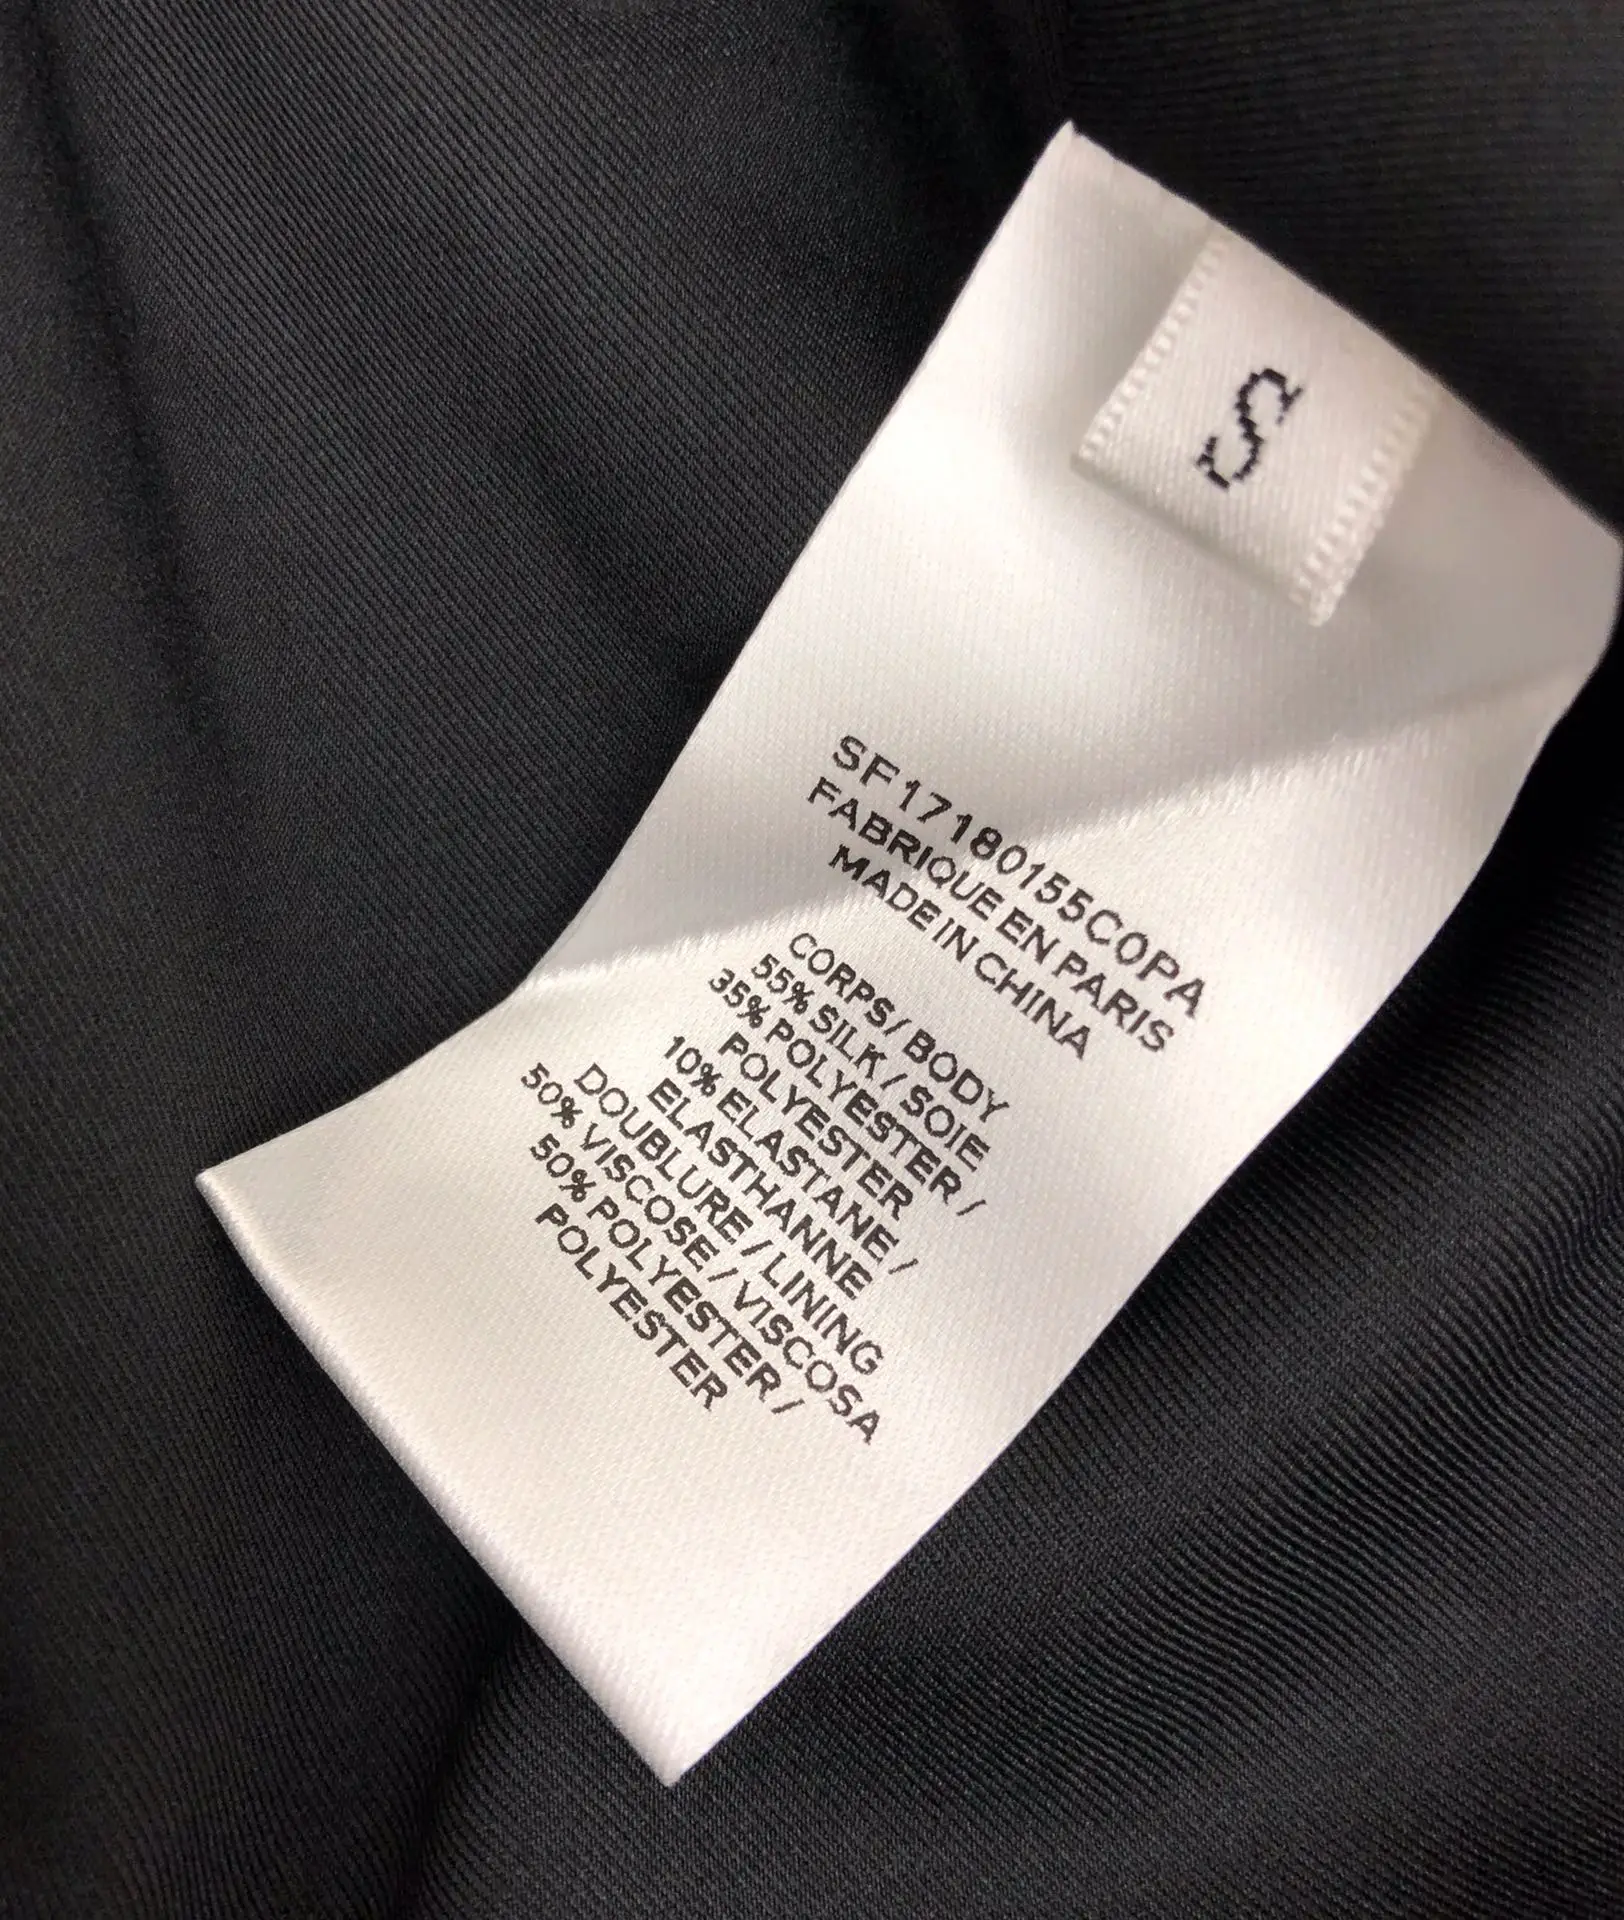 S
SF17180155C0PA
FABRIQUE EN PARIS
MADE IN CHINA
CORPS / BODY
55% SILK / SOIE
35% POLYESTER /
POLYESTER
10% ELASTANE /
ELASTHANNE
DOUBLURE / LINING
50% VISCOSE / VISCOSA
50% POLYESTER /
POLYESTER